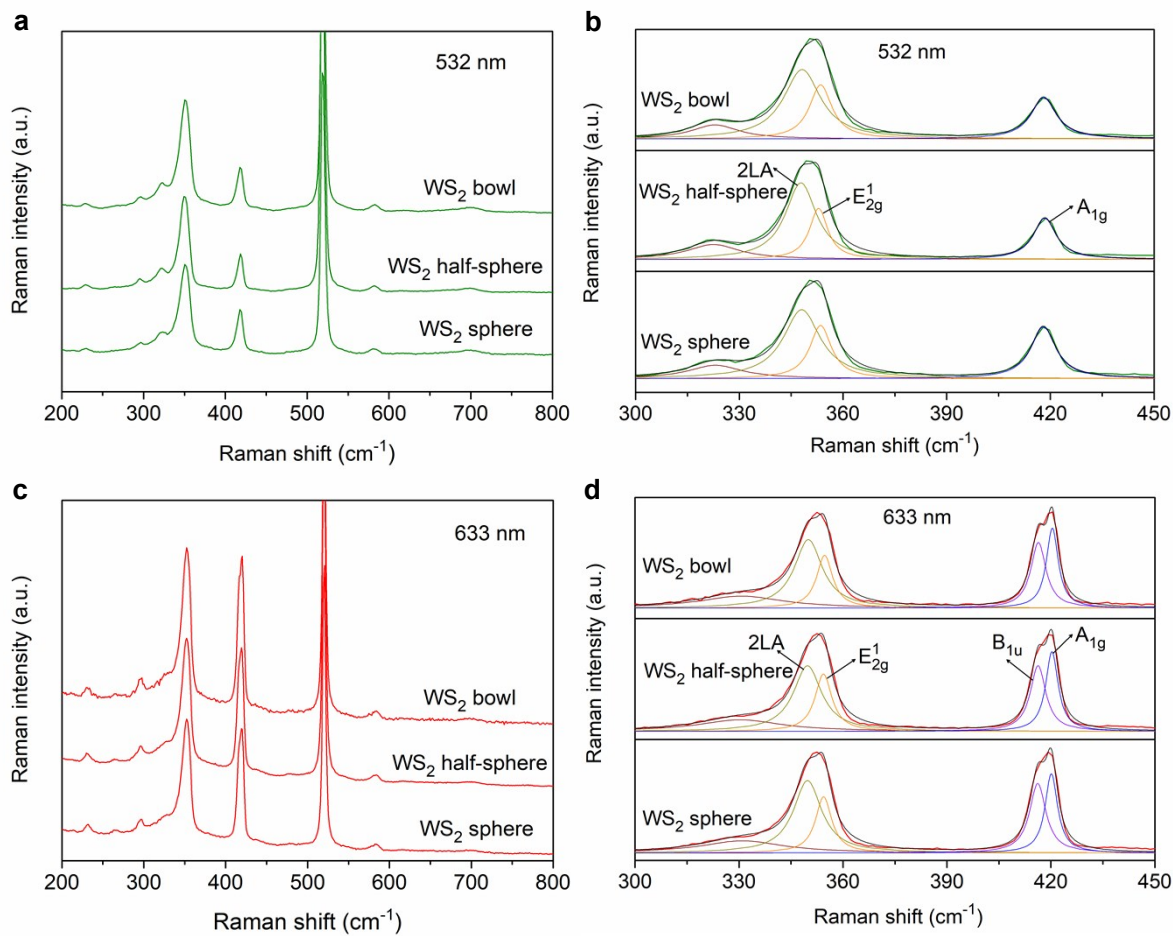 a
532 nm
WS₂ bowl
WS₂ half-sphere
WS₂ sphere
Raman intensity (a.u.)
200 300 400 500 600 700 800
Raman shift (cm⁻¹)
b
532 nm
WS₂ bowl
2LA
WS₂ half-sphere
E¹₂g
A₁g
WS₂ sphere
Raman intensity (a.u.)
300 330 360 390 420 450
Raman shift (cm⁻¹)
c
633 nm
WS₂ bowl
WS₂ half-sphere
WS₂ sphere
Raman intensity (a.u.)
200 300 400 500 600 700 800
Raman shift (cm⁻¹)
d
633 nm
WS₂ bowl
2LA
WS₂ half-sphere
E¹₂g
B₁u
A₁g
WS₂ sphere
Raman intensity (a.u.)
300 330 360 390 420 450
Raman shift (cm⁻¹)